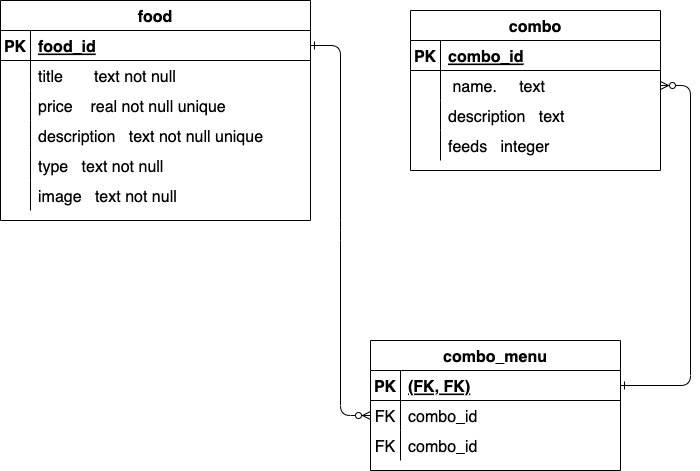 food
PK food_id
title text not null
price real not null unique
description text not null unique
type text not null
image text not null
combo
PK combo_id
name. text
description text
feeds integer
combo_menu
PK (FK, FK)
FK combo_id
FK combo_id